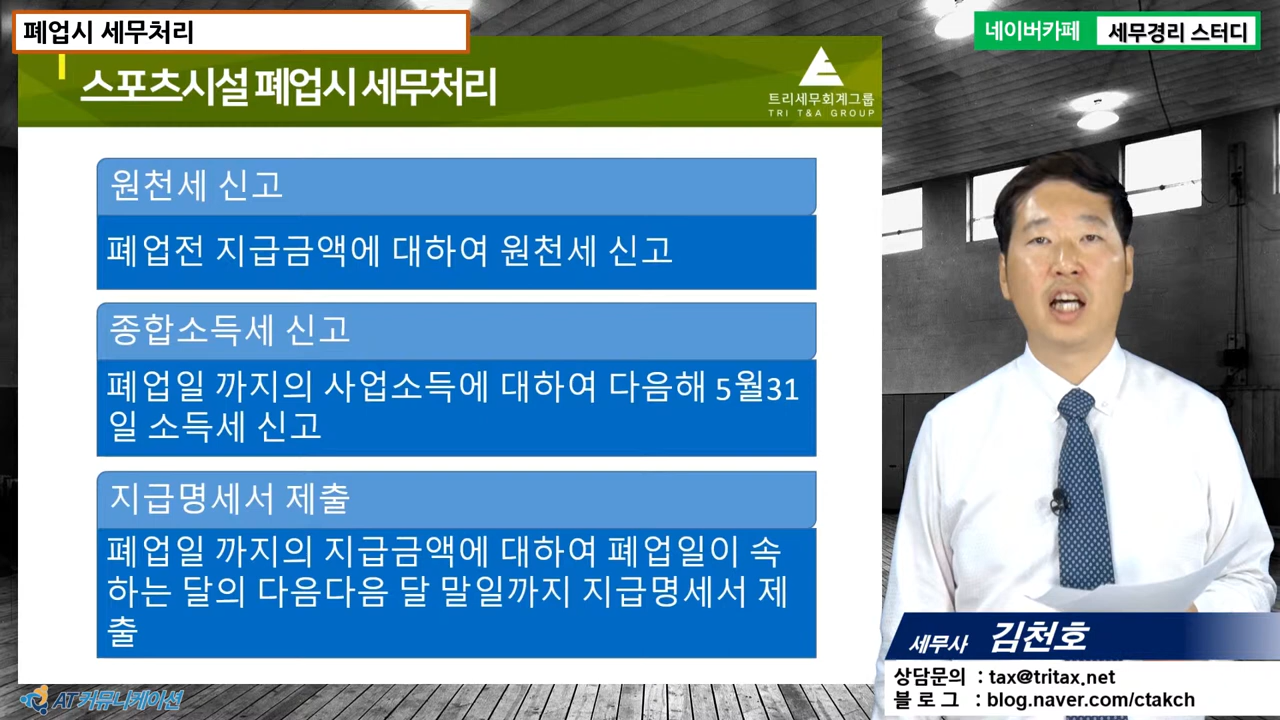 폐업시 세무처리
네이버카페 세무경리 스터디
스포츠시설 폐업시 세무처리
트리세무회계그룹
TRI T&A GROUP
원천세 신고
폐업전 지급금액에 대하여 원천세 신고
종합소득세 신고
폐업일 까지의 사업소득에 대하여 다음해 5월31
일 소득세 신고
지급명세서 제출
폐업일 까지의 지급금액에 대하여 폐업일이 속
하는 달의 다음다음 달 말일까지 지급명세서 제
출
세무사 김천호
상담문의 : tax@tritax.net
블로그 : blog.naver.com/ctakch
AT커뮤니케이션